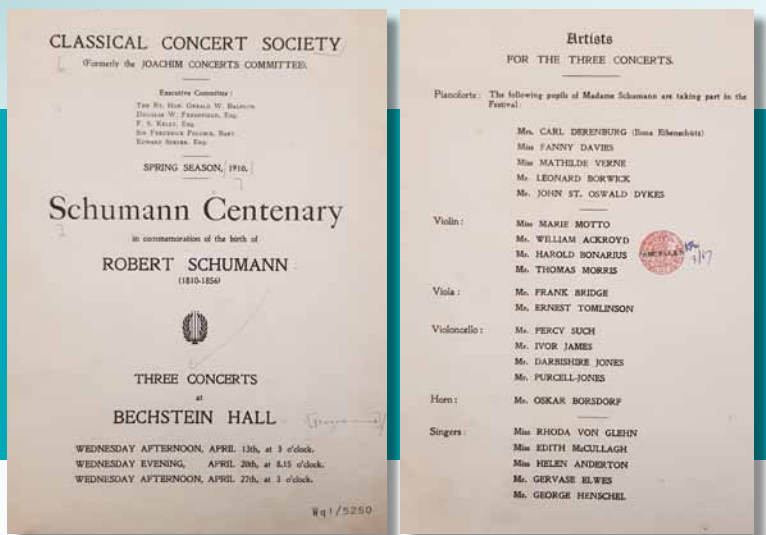 CLASSICAL CONCERT SOCIETY
(Formerly the JOACHIM CONCERTS COMMITTEE).
Executive Committee:
THE RT. HON. GERALD W. BALFOUR.
DOUGLAS W. FRESHFIELD, ESQ.
F. S. KELLY, ESQ.
SIR FREDERICK POLLOCK, BART.
EDWARD SPEYER, ESQ.
SPRING SEASON, 1910.
Schumann Centenary
in commemoration of the birth of
ROBERT SCHUMANN
(1810-1856)
THREE CONCERTS
at
BECHSTEIN HALL
WEDNESDAY AFTERNOON, APRIL 13th, at 3 o'clock.
WEDNESDAY EVENING, APRIL 20th, at 8.15 o'clock.
WEDNESDAY AFTERNOON, APRIL 27th, at 3 o'clock.
Wq1/5250
Artists
FOR THE THREE CONCERTS.
Pianoforte: The following pupils of Madame Schumann are taking part in the
Festival:
Mrs. CARL DERENBURG (Ilona Eibenschütz)
Miss FANNY DAVIES
Miss MATHILDE VERNE
Mr. LEONARD BORWICK
Mr. JOHN ST. OSWALD DYKES
Violin: Miss MARIE MOTTO
Mr. WILLIAM ACKROYD
Mr. HAROLD BONARIUS
Mr. THOMAS MORRIS
CANCELLED
3/57
Viola: Mr. FRANK BRIDGE
Mr. ERNEST TOMLINSON
Violoncello: Mr. PERCY SUCH
Mr. IVOR JAMES
Mr. DARBISHIRE JONES
Mr. PURCELL-JONES
Horn: Mr. OSKAR BORSDORF
Singers: Miss RHODA VON GLEHN
Miss EDITH McCULLAGH
Miss HELEN ANDERTON
Mr. GERVASE ELWES
Mr. GEORGE HENSCHEL